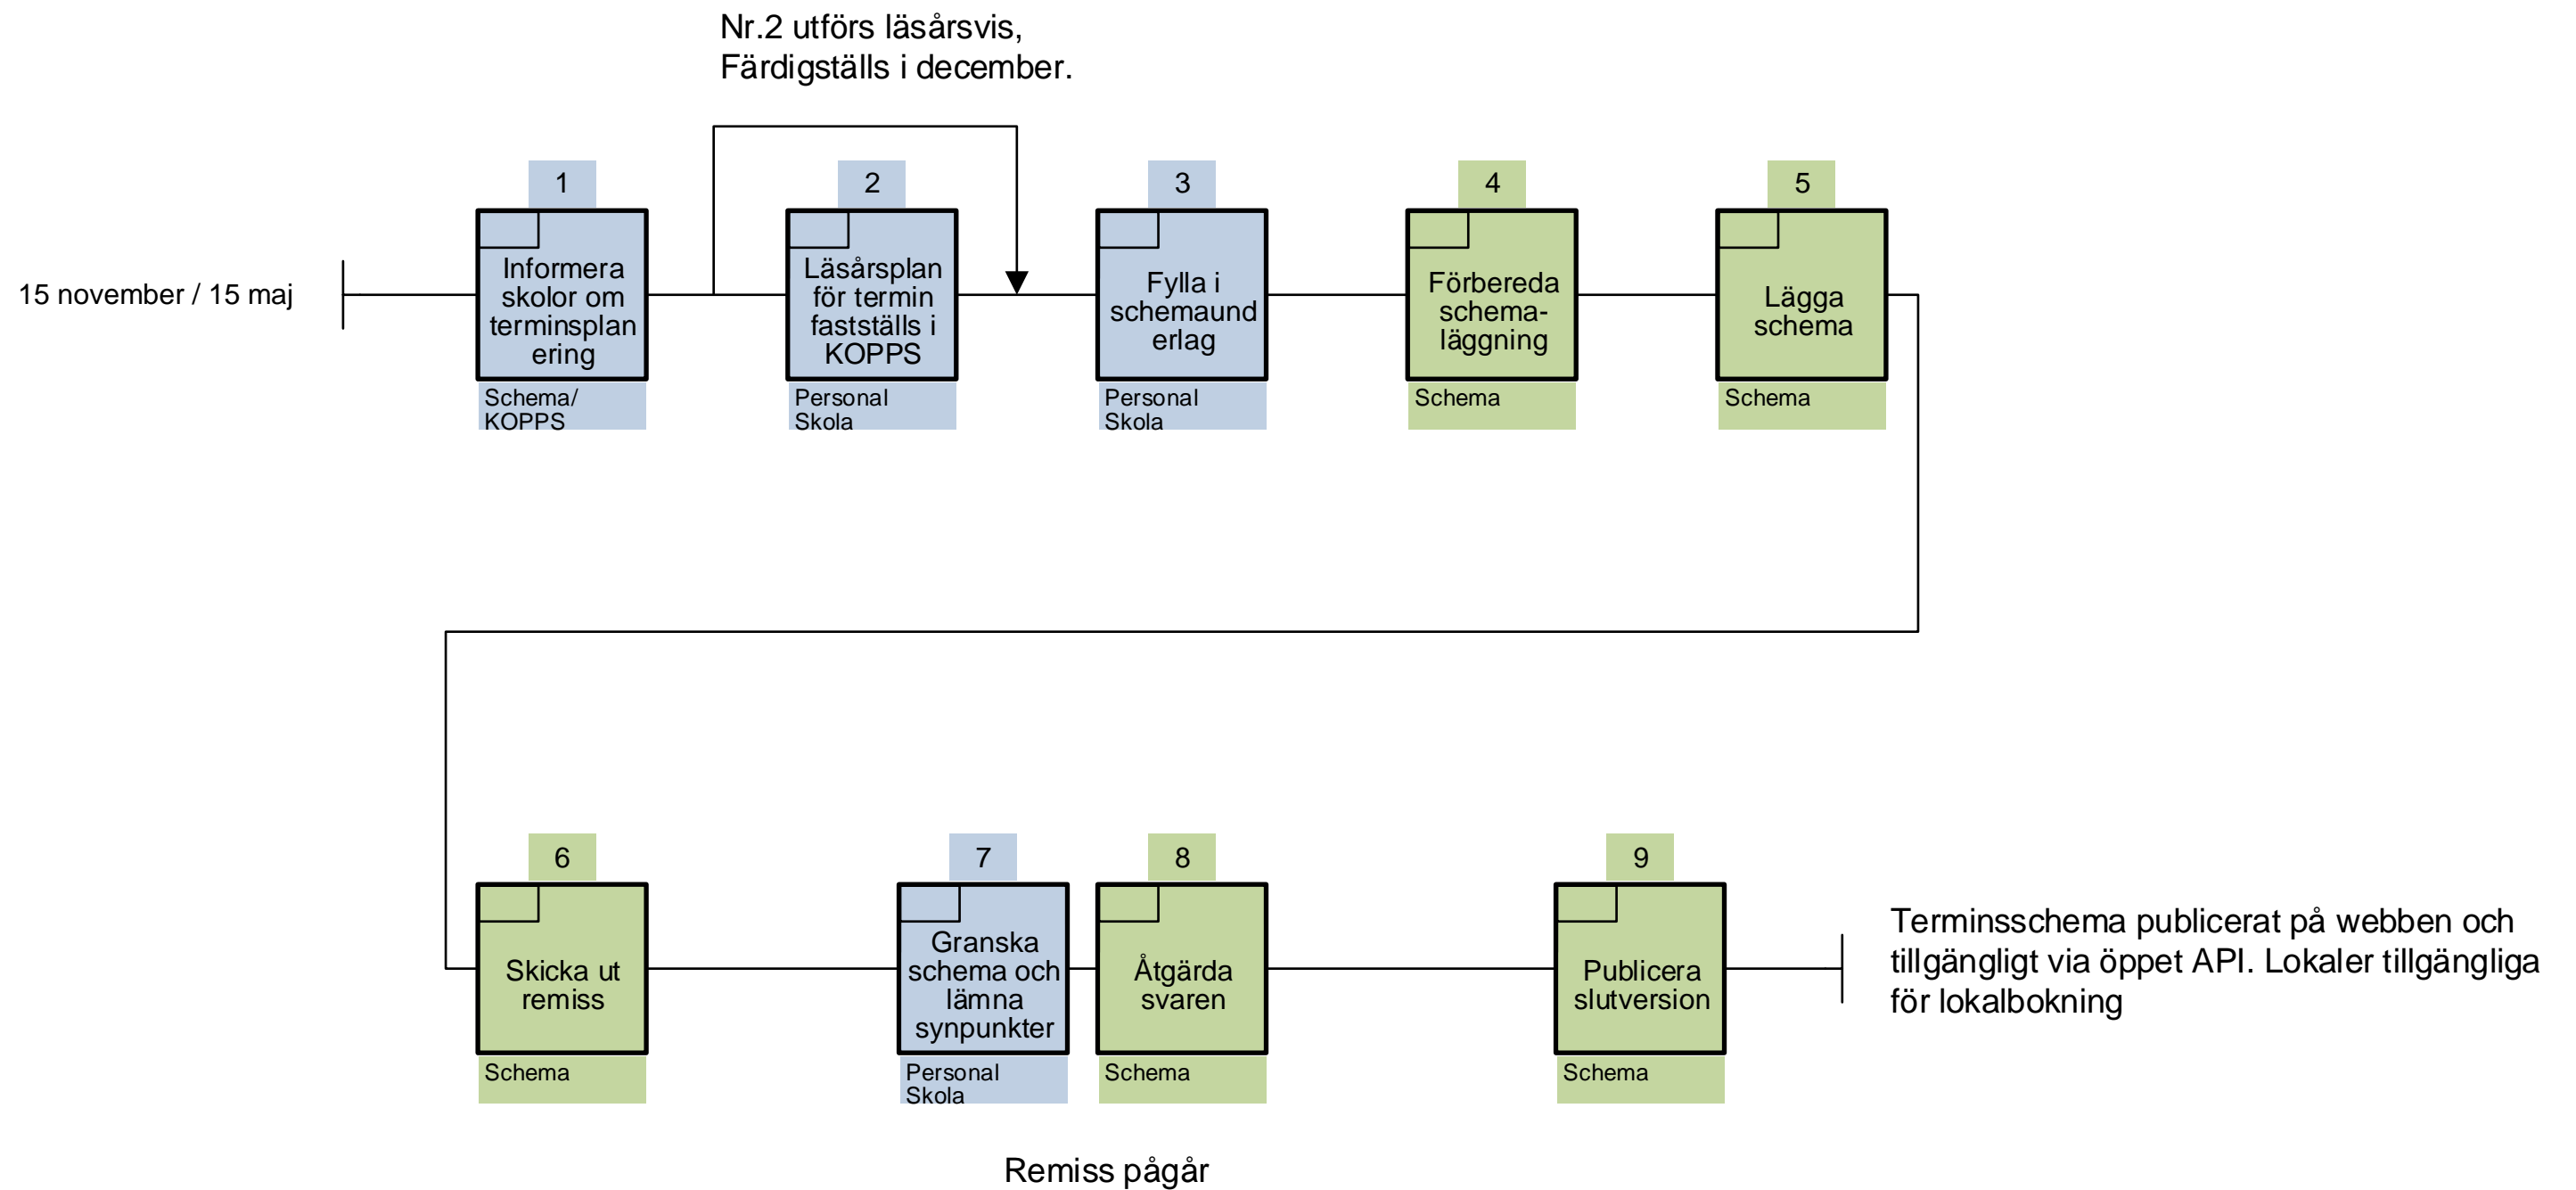 Nr.2 utförs läsårsvis,
Färdigställs i december.
15 november / 15 maj
1
Informera
skolor om
terminsplan
ering
Schema/
KOPPS
2
Läsårsplan
för termin
fastställs i
KOPPS
Personal
Skola
3
Fylla i
schemaund
erlag
Personal
Skola
4
Förbereda
schema-
läggning
Schema
5
Lägga
schema
Schema
6
Skicka ut
remiss
Schema
7
Granska
schema och
lämna
synpunkter
Personal
Skola
8
Åtgärda
svaren
Schema
9
Publicera
slutversion
Schema
Terminsschema publicerat på webben och
tillgängligt via öppet API. Lokaler tillgängliga
för lokalbokning
Remiss pågår